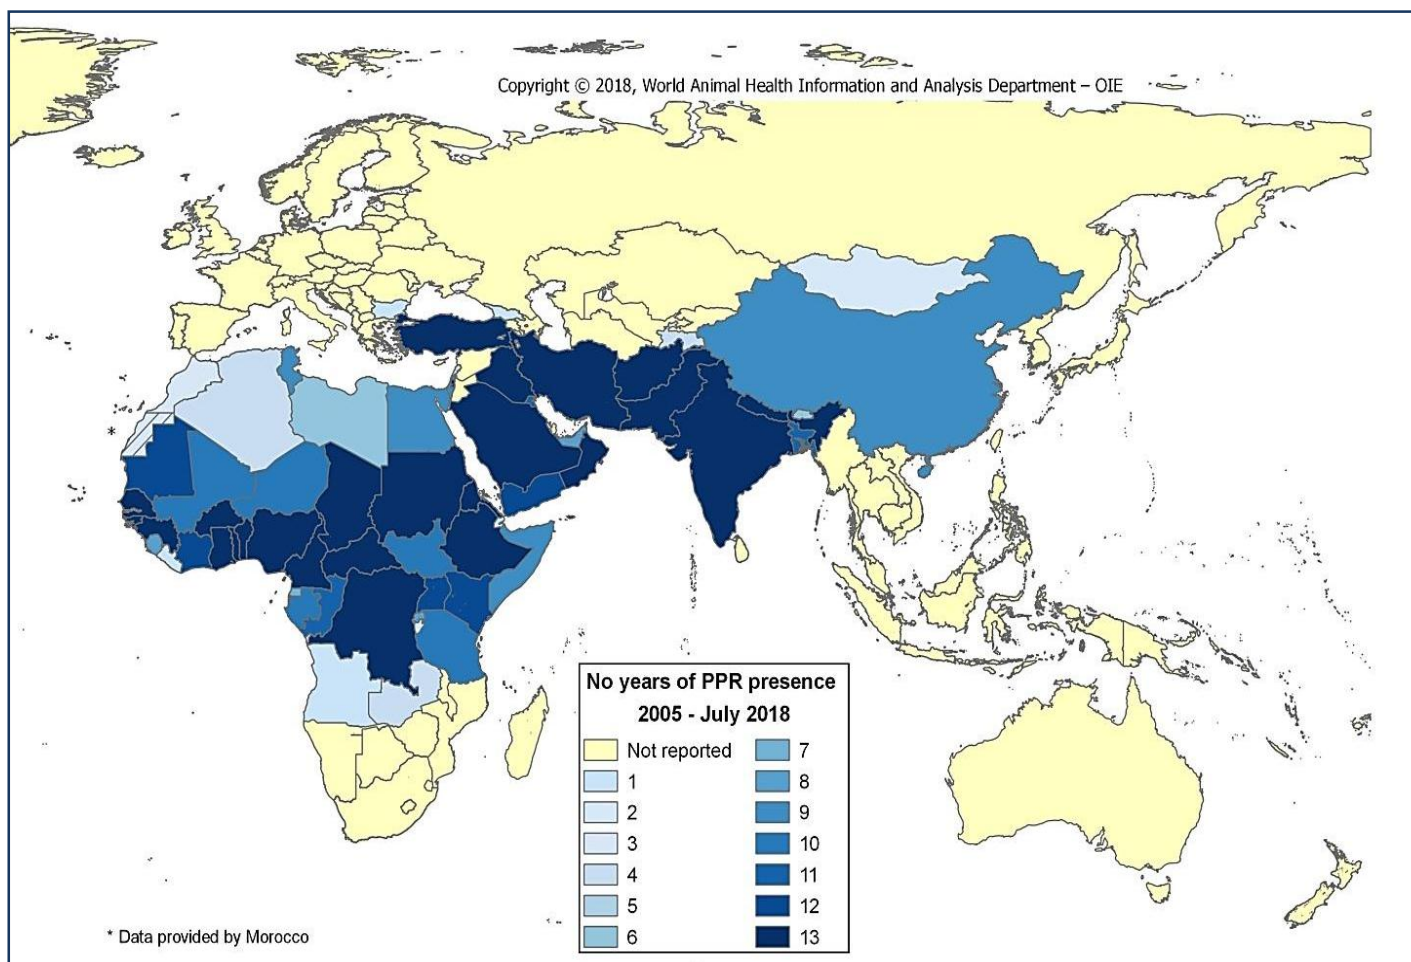 Copyright © 2018, World Animal Health Information and Analysis Department – OIE
*
No years of PPR presence
2005 - July 2018
Not reported
1
2
3
4
5
6
7
8
9
10
11
12
13
* Data provided by Morocco